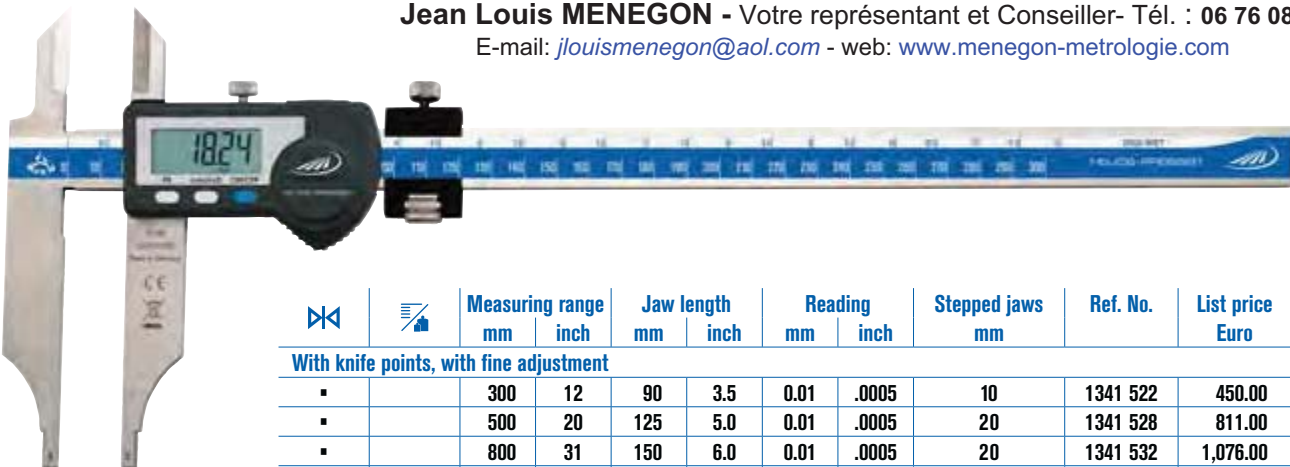 Jean Louis MENEGON - Votre représentant et Conseiller- Tél. : 06 76 08
E-mail: jlouismenegon@aol.com - web: www.menegon-metrologie.com
18.24
HELIOS-PREISSER
CE
Measuring range Jaw length Reading Stepped jaws Ref. No. List price
mm inch mm inch mm inch mm Euro
With knife points, with fine adjustment
300 12 90 3.5 0.01 .0005 10 1341 522 450.00
500 20 125 5.0 0.01 .0005 20 1341 528 811.00
800 31 150 6.0 0.01 .0005 20 1341 532 1,076.00